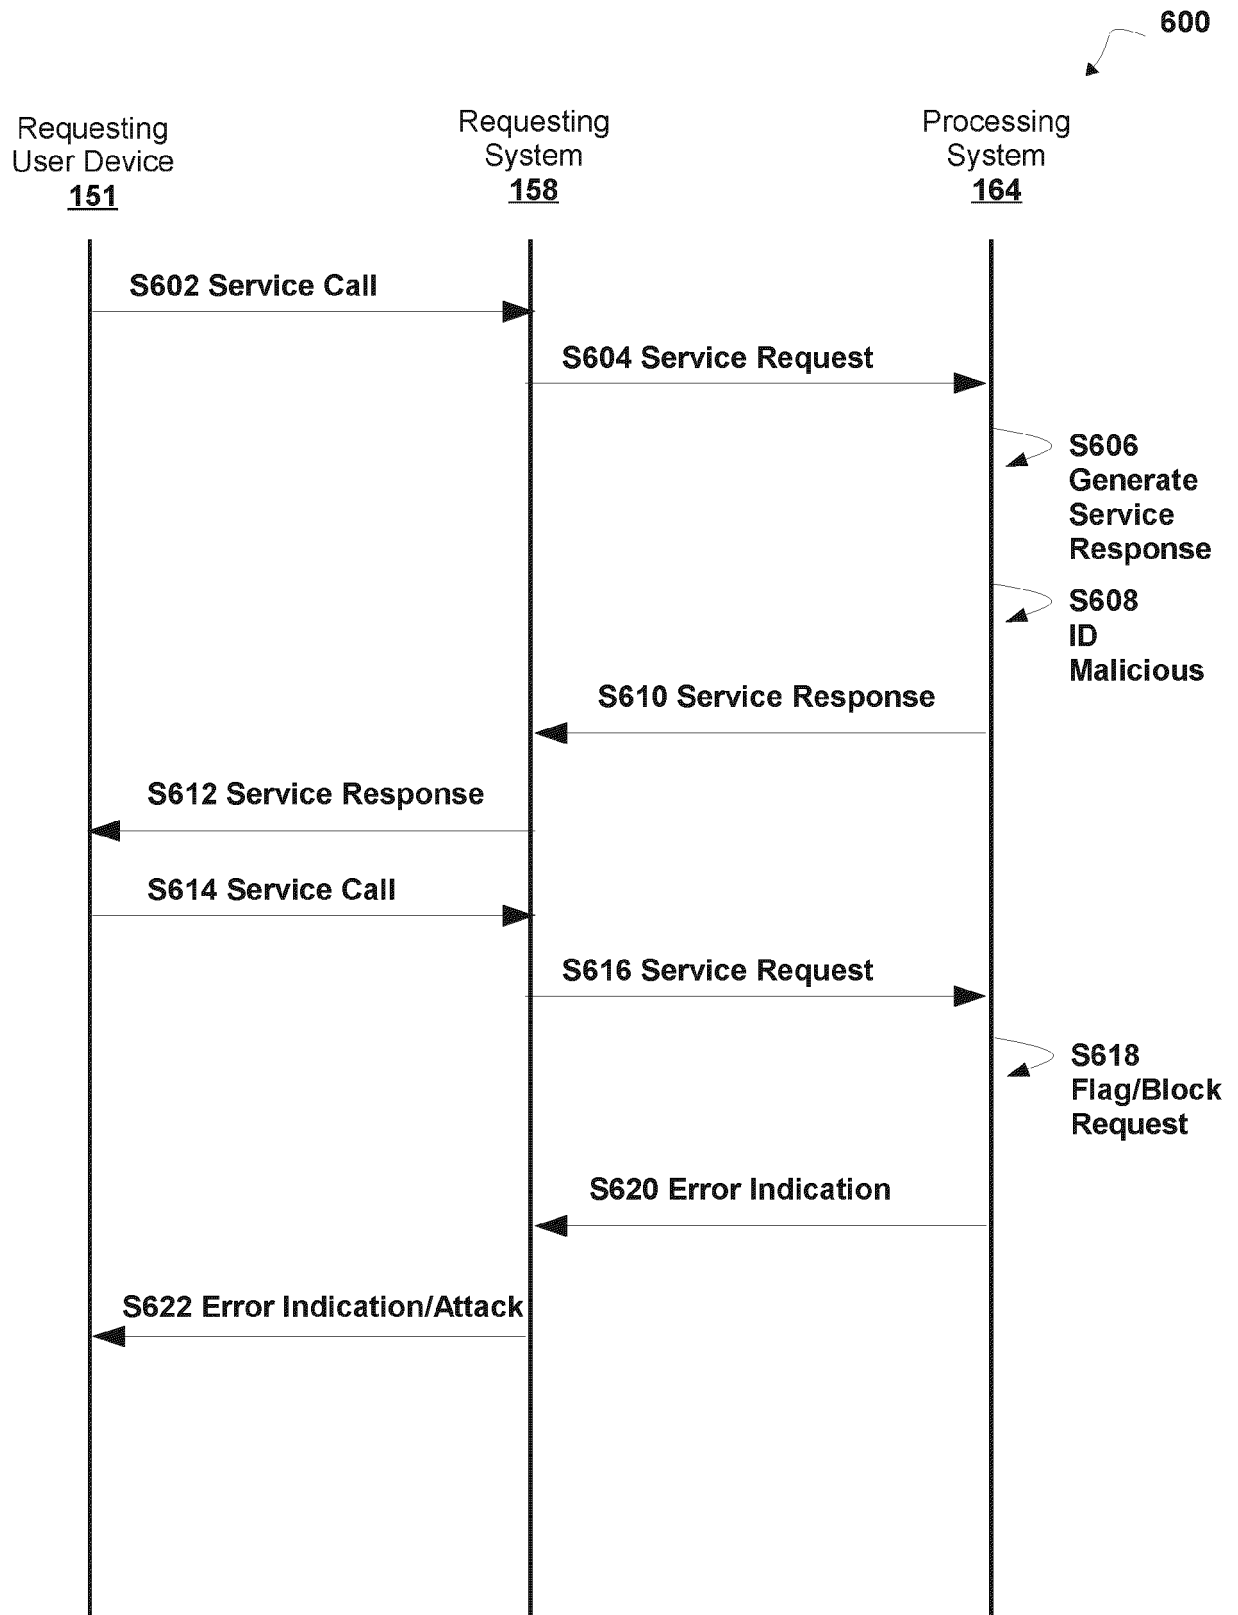 600
Requesting
User Device
151
Requesting
System
158
Processing
System
164
S602 Service Call
S604 Service Request
S606
Generate
Service
Response
S608
ID
Malicious
S610 Service Response
S612 Service Response
S614 Service Call
S616 Service Request
S618
Flag/Block
Request
S620 Error Indication
S622 Error Indication/Attack